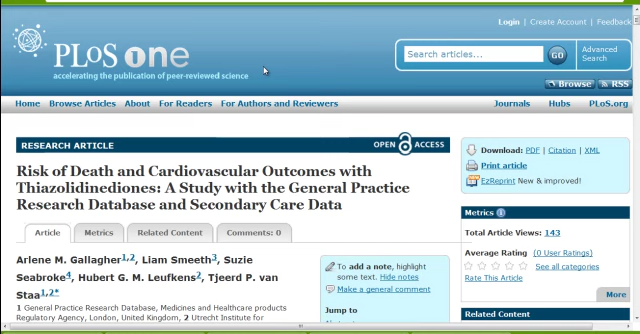 Login | Create Account | Feedback
PLoS one
accelerating the publication of peer-reviewed science
Search articles...
GO
Advanced
Search
Browse
RSS
Home Browse Articles About For Readers For Authors and Reviewers Journals Hubs PLoS.org
RESEARCH ARTICLE
OPEN ACCESS
Risk of Death and Cardiovascular Outcomes with
Thiazolidinediones: A Study with the General Practice
Research Database and Secondary Care Data
Article Metrics Related Content Comments: 0
Arlene M. Gallagher1,2, Liam Smeeth3, Suzie
Seabroke4, Hubert G. M. Leufkens2, Tjeerd P. van
Staa1,2*
1 General Practice Research Database, Medicines and Healthcare products
Regulatory Agency, London, United Kingdom, 2 Utrecht Institute for
To add a note, highlight
some text. Hide notes
Make a general comment
Jump to
Download: PDF | Citation | XML
Print article
EzReprint New & improved!
Metrics i
Total Article Views: 143
Average Rating (0 User Ratings)
See all categories
Rate This Article
More
Related Content